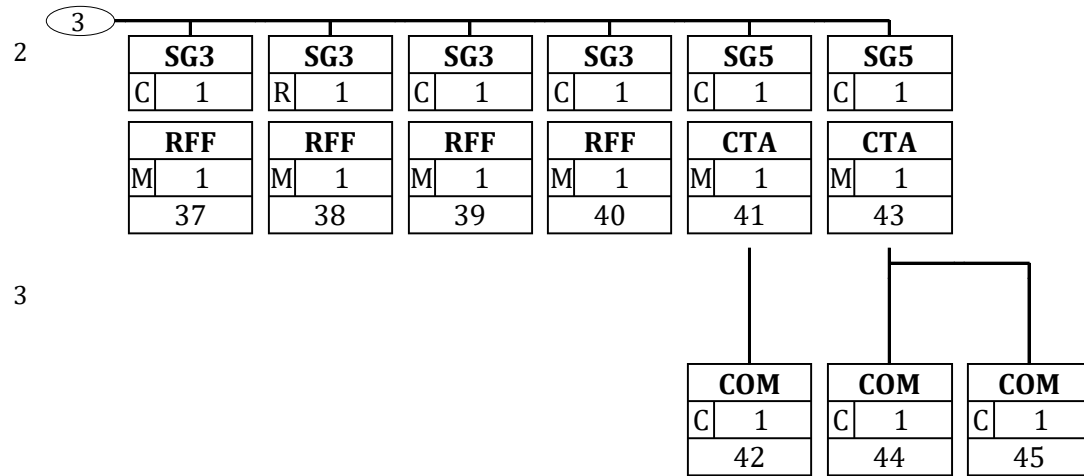 3
2
SG3 SG3 SG3 SG3 SG5 SG5
C 1 R 1 C 1 C 1 C 1 C 1
RFF RFF RFF RFF CTA CTA
M 1 M 1 M 1 M 1 M 1 M 1
37 38 39 40 41 43
3
COM COM COM
C 1 C 1 C 1
42 44 45